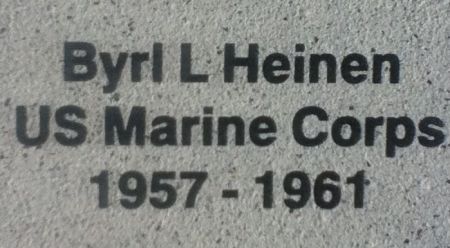 Byrl L Heinen
US Marine Corps
1957 - 1961